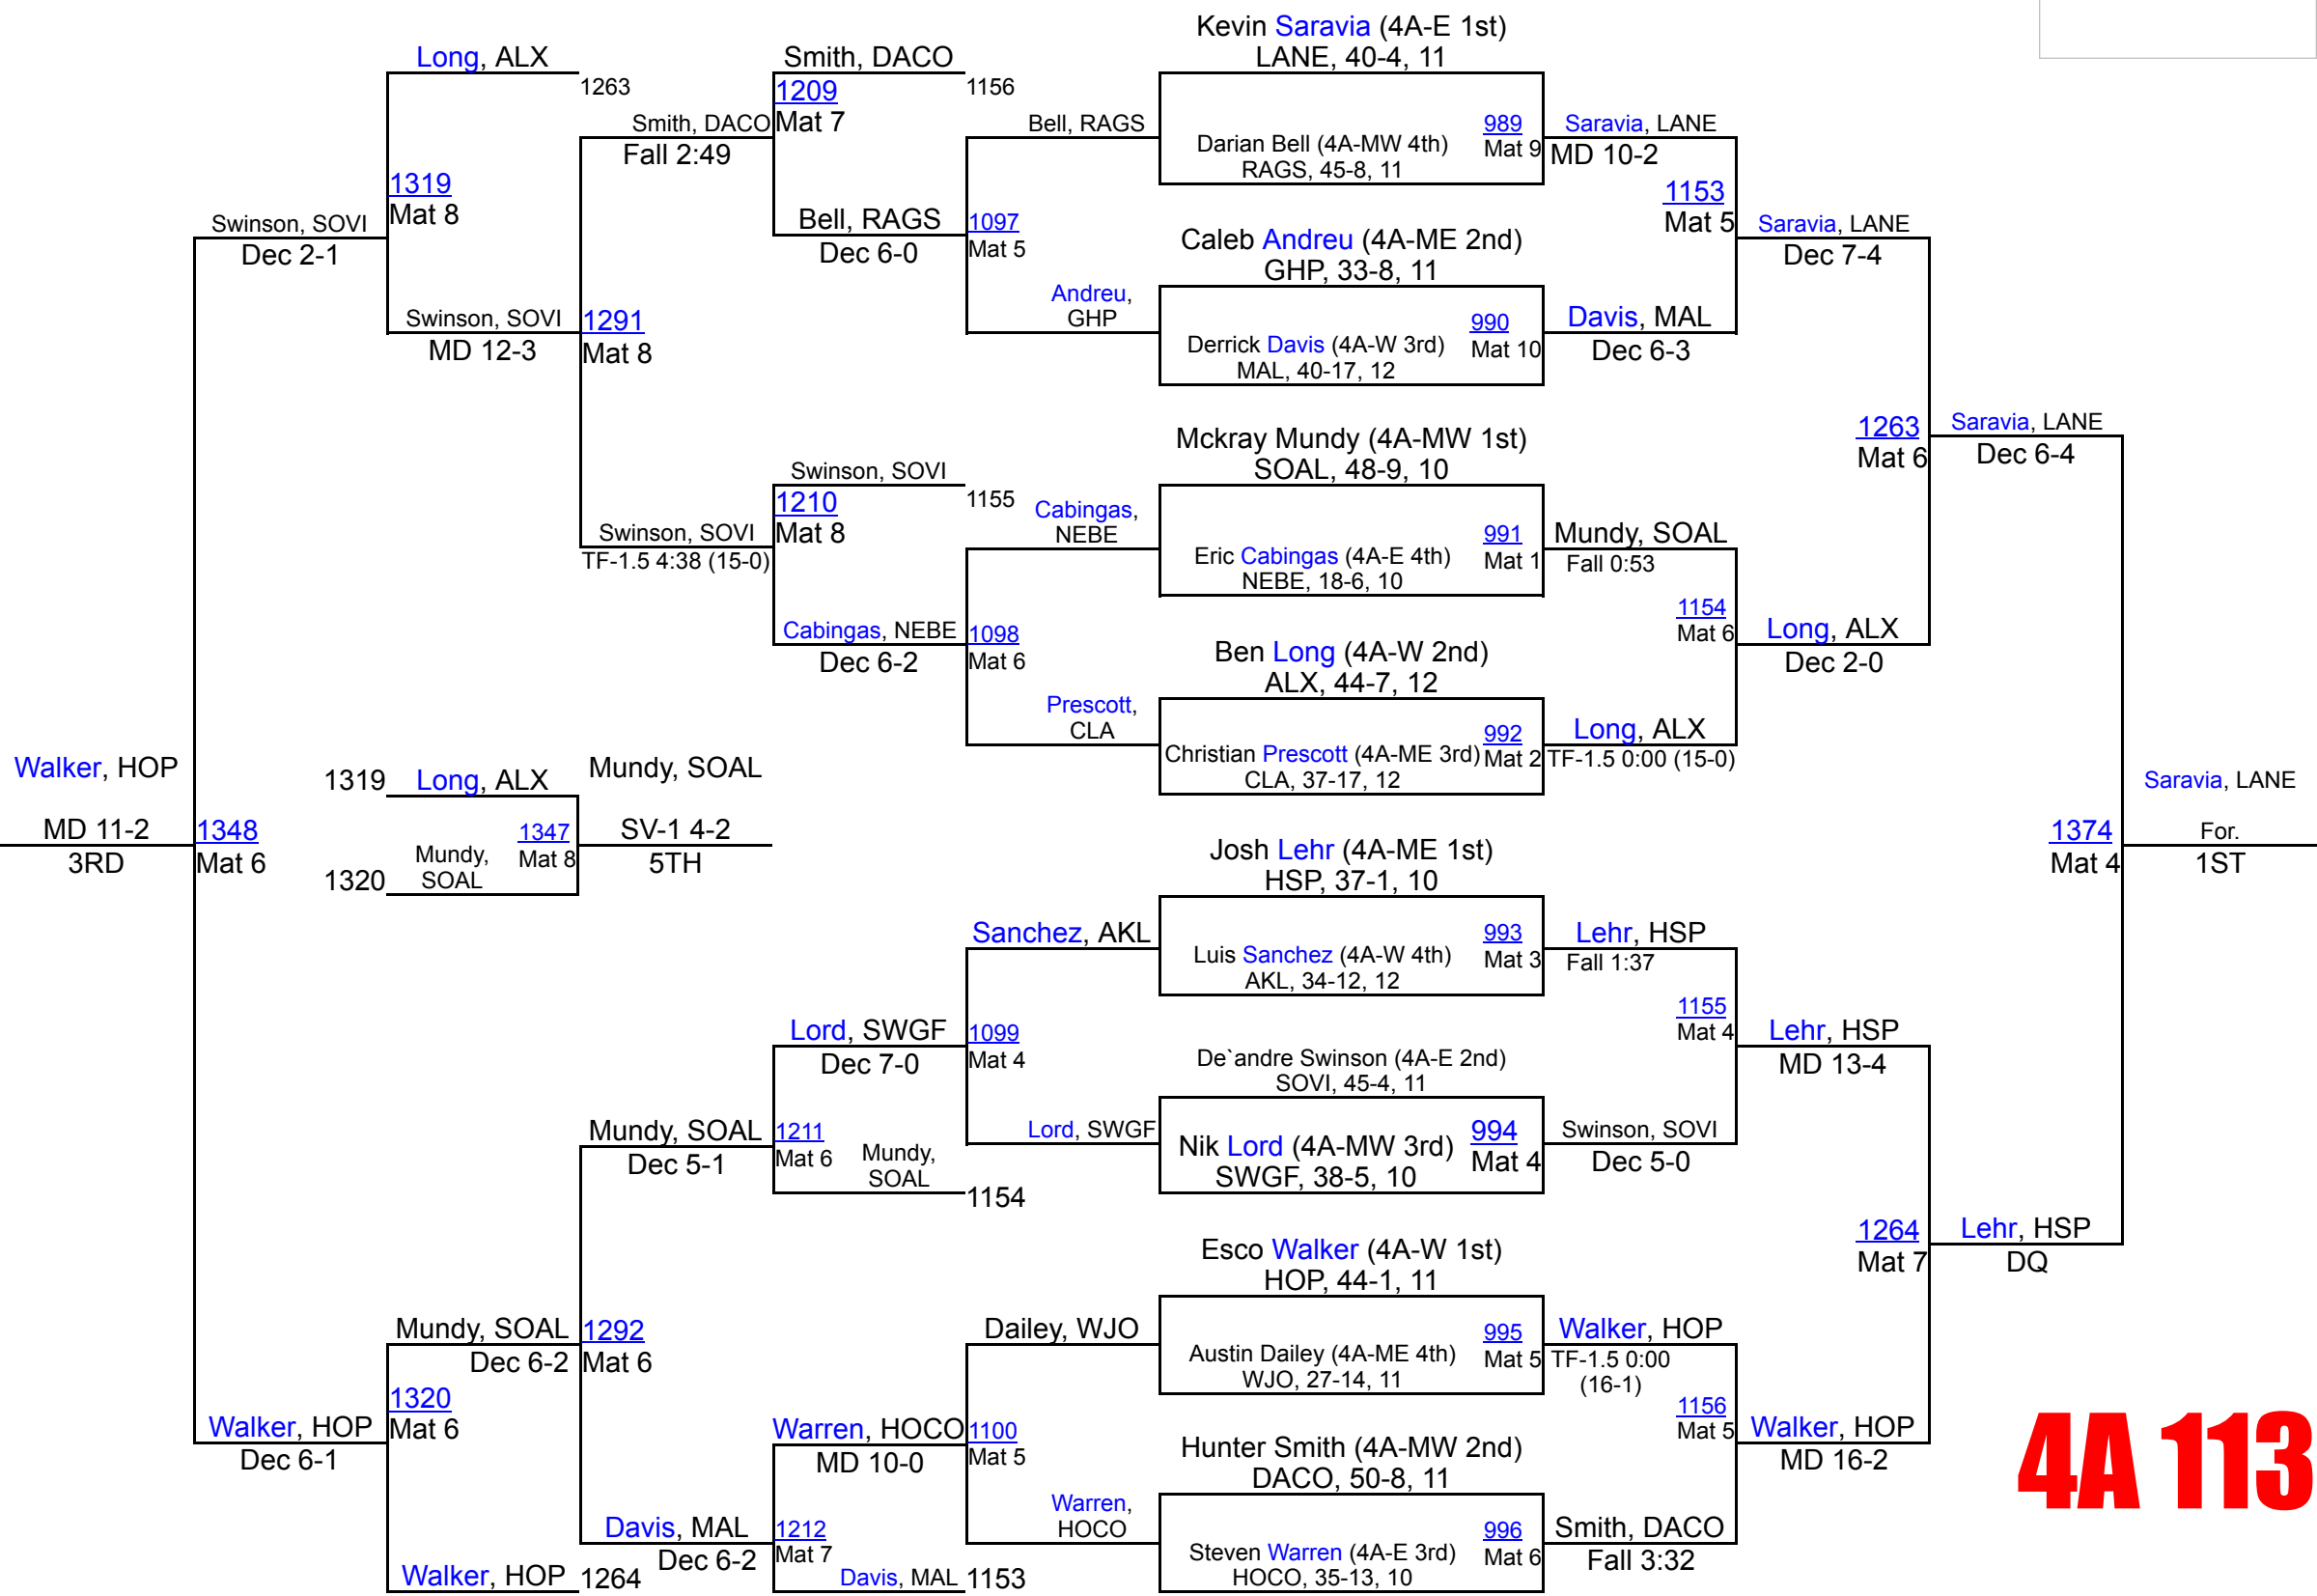 Kevin Saravia (4A-E 1st)
LANE, 40-4, 11
Long, ALX
1263
Smith, DACO
1156
1209
Mat 7
Smith, DACO
Fall 2:49
Bell, RAGS
Darian Bell (4A-MW 4th)
RAGS, 45-8, 11
989
Mat 9
Saravia, LANE
MD 10-2
1319
Mat 8
1153
Mat 5
Swinson, SOVI
Dec 2-1
Bell, RAGS
Dec 6-0
1097
Mat 5
Caleb Andreu (4A-ME 2nd)
GHP, 33-8, 11
Saravia, LANE
Dec 7-4
Andreu,
GHP
Swinson, SOVI
MD 12-3
1291
Mat 8
Derrick Davis (4A-W 3rd)
MAL, 40-17, 12
990
Mat 10
Davis, MAL
Dec 6-3
Mckray Mundy (4A-MW 1st)
SOAL, 48-9, 10
1263
Mat 6
Saravia, LANE
Dec 6-4
Swinson, SOVI
1155
1210
Mat 8
Cabingas,
NEBE
Swinson, SOVI
TF-1.5 4:38 (15-0)
Eric Cabingas (4A-E 4th)
NEBE, 18-6, 10
991
Mat 1
Mundy, SOAL
Fall 0:53
1154
Mat 6
Cabingas, NEBE
Dec 6-2
1098
Mat 6
Ben Long (4A-W 2nd)
ALX, 44-7, 12
Long, ALX
Dec 2-0
Prescott,
CLA
Christian Prescott (4A-ME 3rd)
CLA, 37-17, 12
992
Mat 2
Long, ALX
TF-1.5 0:00 (15-0)
Walker, HOP
MD 11-2
3RD
1348
Mat 6
1319
Long, ALX
Mundy,
SOAL
1320
1347
Mat 8
Mundy, SOAL
SV-1 4-2
5TH
Saravia, LANE
For.
1ST
1374
Mat 4
Josh Lehr (4A-ME 1st)
HSP, 37-1, 10
Sanchez, AKL
Luis Sanchez (4A-W 4th)
AKL, 34-12, 12
993
Mat 3
Lehr, HSP
Fall 1:37
1155
Mat 4
Lord, SWGF
Dec 7-0
1099
Mat 4
De`andre Swinson (4A-E 2nd)
SOVI, 45-4, 11
Lehr, HSP
MD 13-4
Mundy, SOAL
Dec 5-1
1211
Mat 6
Mundy,
SOAL
1154
Lord, SWGF
Nik Lord (4A-MW 3rd)
SWGF, 38-5, 10
994
Mat 4
Swinson, SOVI
Dec 5-0
1264
Mat 7
Lehr, HSP
DQ
Esco Walker (4A-W 1st)
HOP, 44-1, 11
Mundy, SOAL
Dec 6-2
1292
Mat 6
Dailey, WJO
Austin Dailey (4A-ME 4th)
WJO, 27-14, 11
995
Mat 5
Walker, HOP
TF-1.5 0:00
(16-1)
1320
Mat 6
1156
Mat 5
Walker, HOP
Dec 6-1
Warren, HOCO
MD 10-0
1100
Mat 5
Hunter Smith (4A-MW 2nd)
DACO, 50-8, 11
Walker, HOP
MD 16-2
4A 113
Warren,
HOCO
Davis, MAL
Dec 6-2
1212
Mat 7
Steven Warren (4A-E 3rd)
HOCO, 35-13, 10
996
Mat 6
Smith, DACO
Fall 3:32
Walker, HOP
1264
Davis, MAL
1153